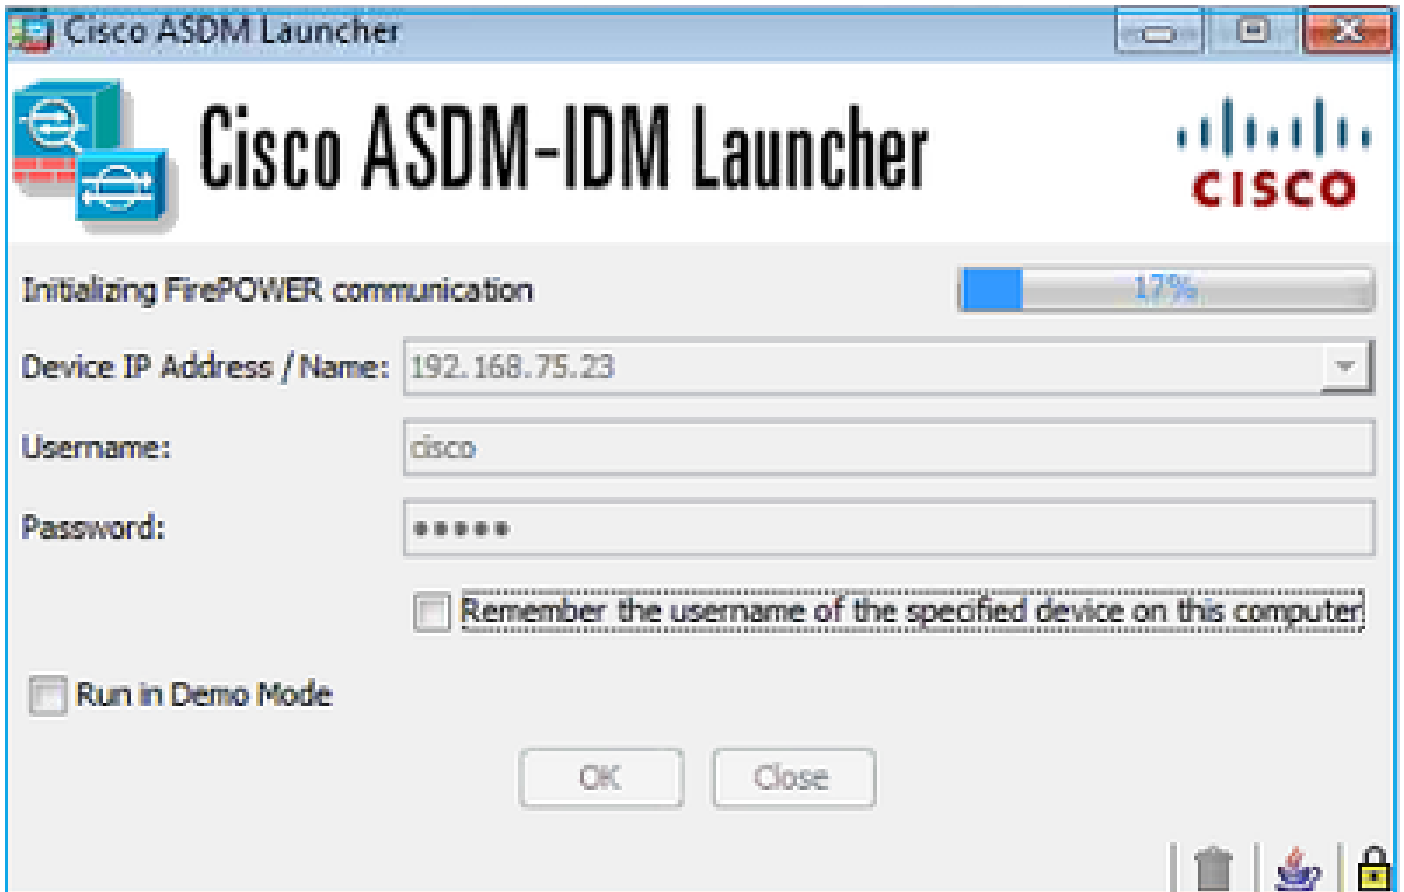 Cisco ASDM Launcher
Cisco ASDM-IDM Launcher
CISCO
Initializing FirePOWER communication 17%
Device IP Address / Name: 192.168.75.23
Username: cisco
Password: •••••
Remember the username of the specified device on this computer
Run in Demo Mode
OK Close